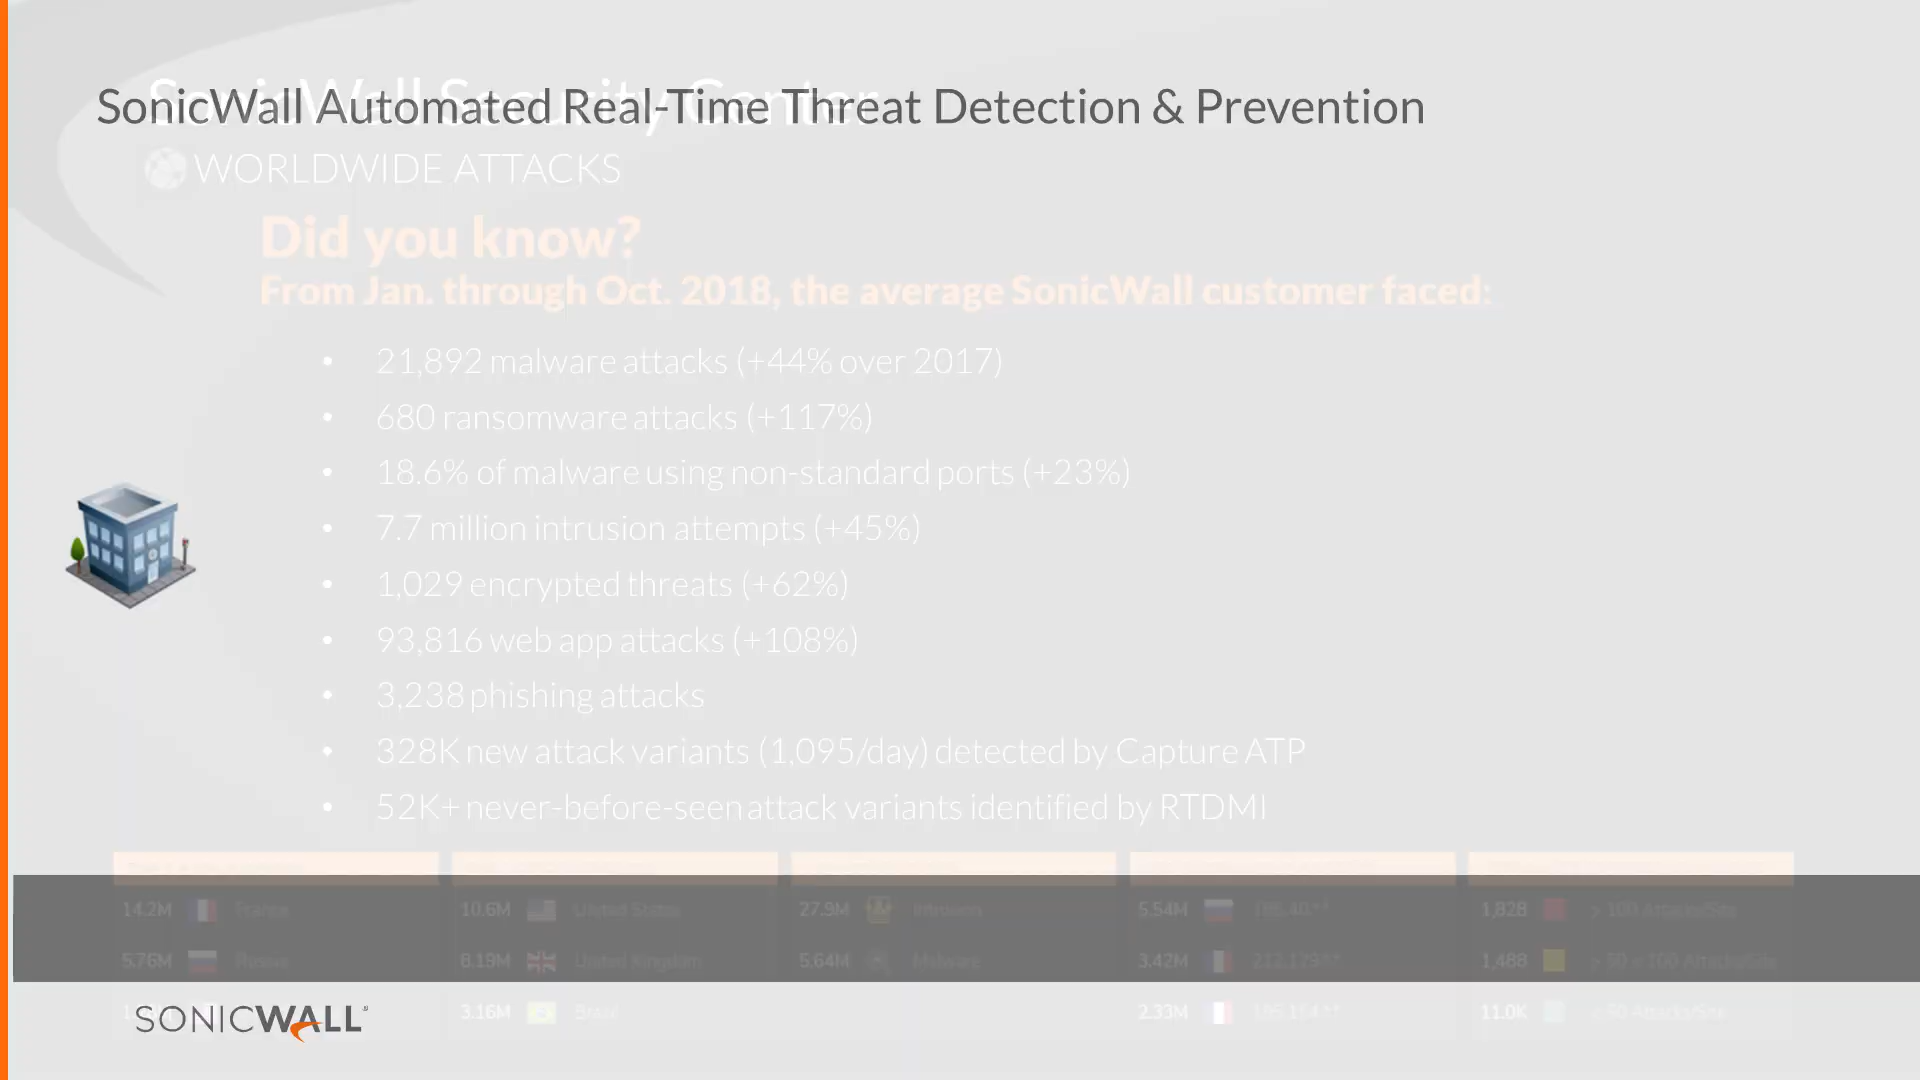 SonicWall Security Center
SonicWall Automated Real-Time Threat Detection & Prevention
WORLDWIDE ATTACKS
Did you know?
From Jan. through Oct. 2018, the average SonicWall customer faced:
• 21,892 malware attacks (+44% over 2017)
• 680 ransomware attacks (+117%)
• 18.6% of malware using non-standard ports (+23%)
• 7.7 million intrusion attempts (+45%)
• 1,029 encrypted threats (+62%)
• 93,816 web app attacks (+108%)
• 3,238 phishing attacks
• 328K new attack variants (1,095/day) detected by Capture ATP
• 52K+ never-before-seen attack variants identified by RTDMI
14.2M France 10.6M United States 27.9M Intrusion 5.54M 1,828 > 100 Attacks/Site
5.76M Russia 8.19M United Kingdom 5.64M Malware 3.42M 1,488
3.16M Brazil 2.33M 11.0K
SONICWALL